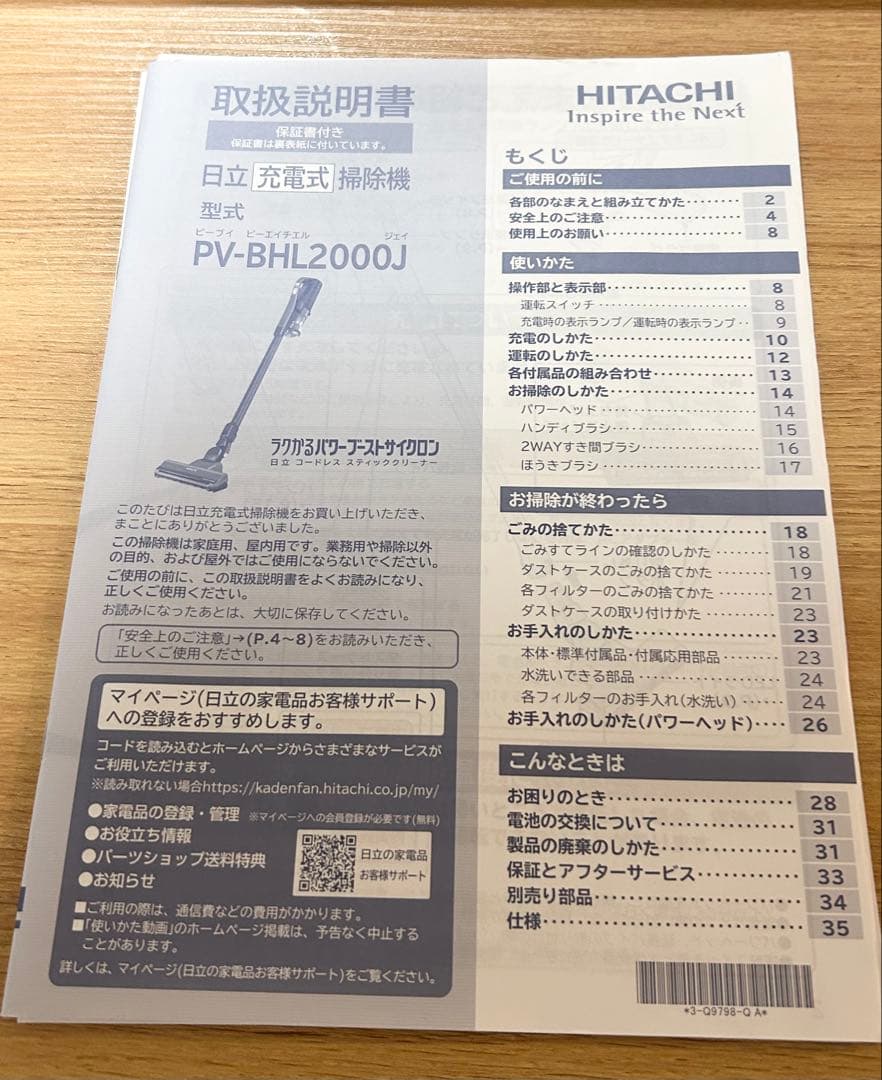 取扱説明書
保証書付き
保証書は裏表紙に付いています。
日立 充電式 掃除機
型式
ピーブイ ビーエイチエル ジェイ
PV-BHL2000J
ラクかるパワーブーストサイクロン
日立 コードレス スティッククリーナー
このたびは日立充電式掃除機をお買い上げいただき、
まことにありがとうございました。
この掃除機は家庭用、屋内用です。業務用や掃除以外
の目的、および屋外ではご使用にならないでください。
ご使用の前に、この取扱説明書をよくお読みになり、
正しくご使用ください。
お読みになったあとは、大切に保存してください。
「安全上のご注意」→(P.4〜8)をお読みいただき、
正しくご使用ください。
マイページ(日立の家電品お客様サポート)
への登録をおすすめします。
コードを読み込むとホームページからさまざまなサービスが
ご利用いただけます。
※読み取れない場合https://kadenfan.hitachi.co.jp/my/
●家電品の登録・管理 ※マイページへの会員登録が必要です(無料)
●お役立ち情報
●パーツショップ送料特典
●お知らせ
日立の家電品
お客様サポート
■ご利用の際は、通信費などの費用がかかります。
■「使いかた動画」のホームページ掲載は、予告なく中止する
ことがあります。
詳しくは、マイページ(日立の家電品お客様サポート)をご覧ください。
HITACHI
Inspire the Next
もくじ
ご使用の前に
各部のなまえと組み立てかた‥‥‥‥ 2
安全上のご注意‥‥‥‥‥‥‥‥ 4
使用上のお願い‥‥‥‥‥‥‥‥ 8
使いかた
操作部と表示部‥‥‥‥‥‥‥‥ 8
運転スイッチ‥‥‥‥‥‥‥‥ 8
充電時の表示ランプ／運転時の表示ランプ‥ 9
充電のしかた‥‥‥‥‥‥‥‥ 10
運転のしかた‥‥‥‥‥‥‥‥ 12
各付属品の組み合わせ‥‥‥‥‥‥ 13
お掃除のしかた‥‥‥‥‥‥‥‥ 14
パワーヘッド‥‥‥‥‥‥‥‥ 14
ハンディブラシ‥‥‥‥‥‥‥‥ 15
2WAYすき間ブラシ‥‥‥‥‥‥ 16
ほうきブラシ‥‥‥‥‥‥‥‥ 17
お掃除が終わったら
ごみの捨てかた‥‥‥‥‥‥‥‥ 18
ごみすてラインの確認のしかた‥‥‥ 18
ダストケースのごみの捨てかた‥‥‥ 19
各フィルターのごみの捨てかた‥‥‥ 21
ダストケースの取り付けかた‥‥‥‥ 23
お手入れのしかた‥‥‥‥‥‥‥‥ 23
本体・標準付属品・付属応用部品‥‥‥ 23
水洗いできる部品‥‥‥‥‥‥‥ 24
各フィルターのお手入れ(水洗い)‥‥ 24
お手入れのしかた(パワーヘッド)‥‥ 26
こんなときは
お困りのとき‥‥‥‥‥‥‥‥ 28
電池の交換について‥‥‥‥‥‥ 31
製品の廃棄のしかた‥‥‥‥‥‥ 31
保証とアフターサービス‥‥‥‥‥ 33
別売り部品‥‥‥‥‥‥‥‥‥ 34
仕様‥‥‥‥‥‥‥‥‥‥‥ 35
*3-Q9798-Q A*